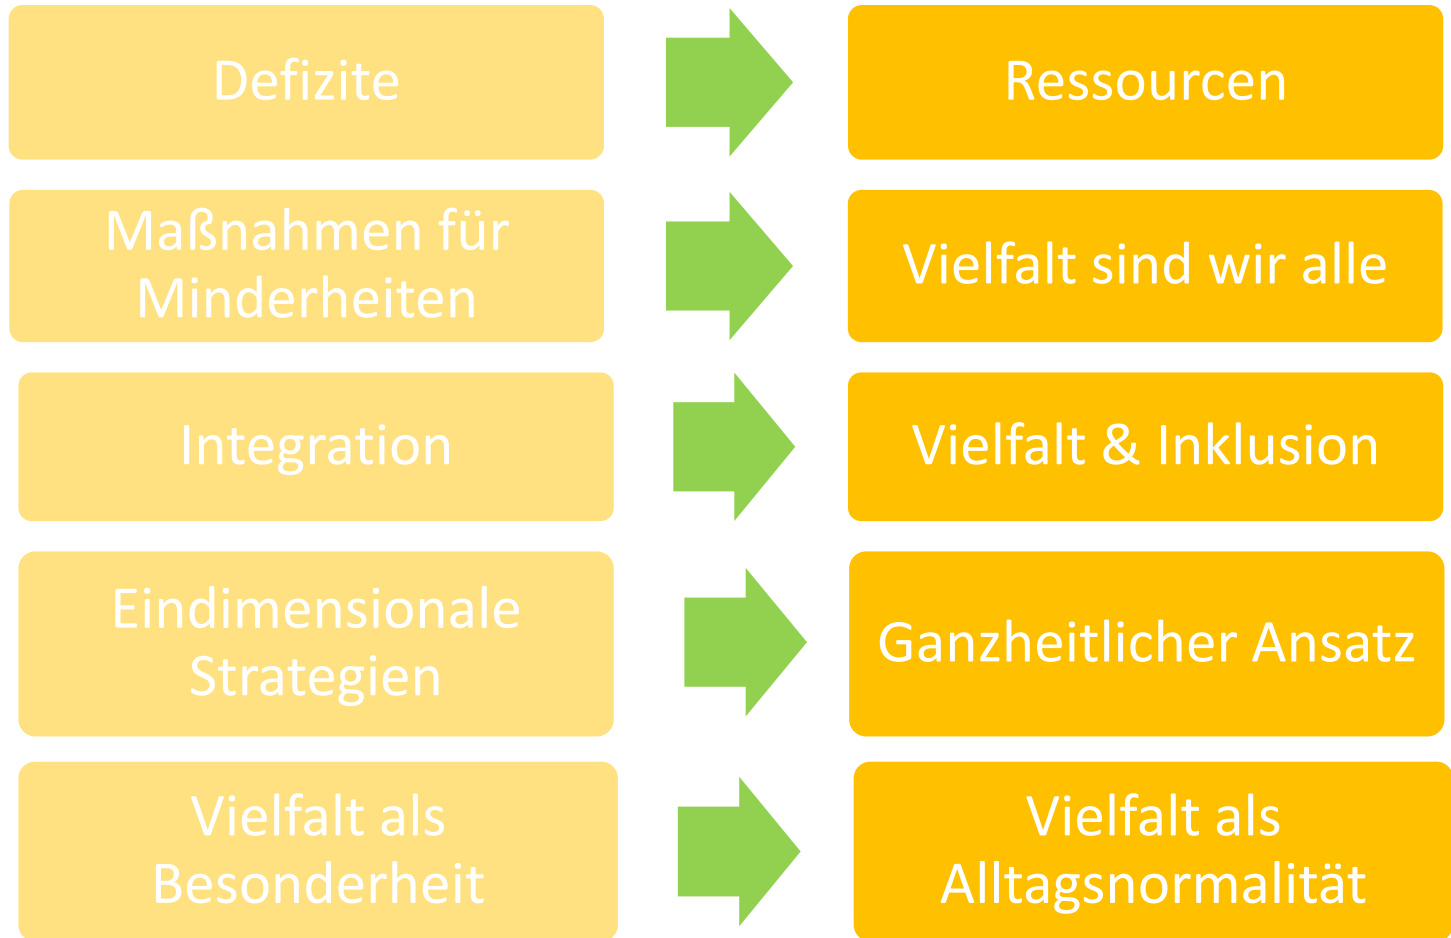 Defizite
Ressourcen
Maßnahmen für
Minderheiten
Vielfalt sind wir alle
Integration
Vielfalt & Inklusion
Eindimensionale
Strategien
Ganzheitlicher Ansatz
Vielfalt als
Besonderheit
Vielfalt als
Alltagsnormalität